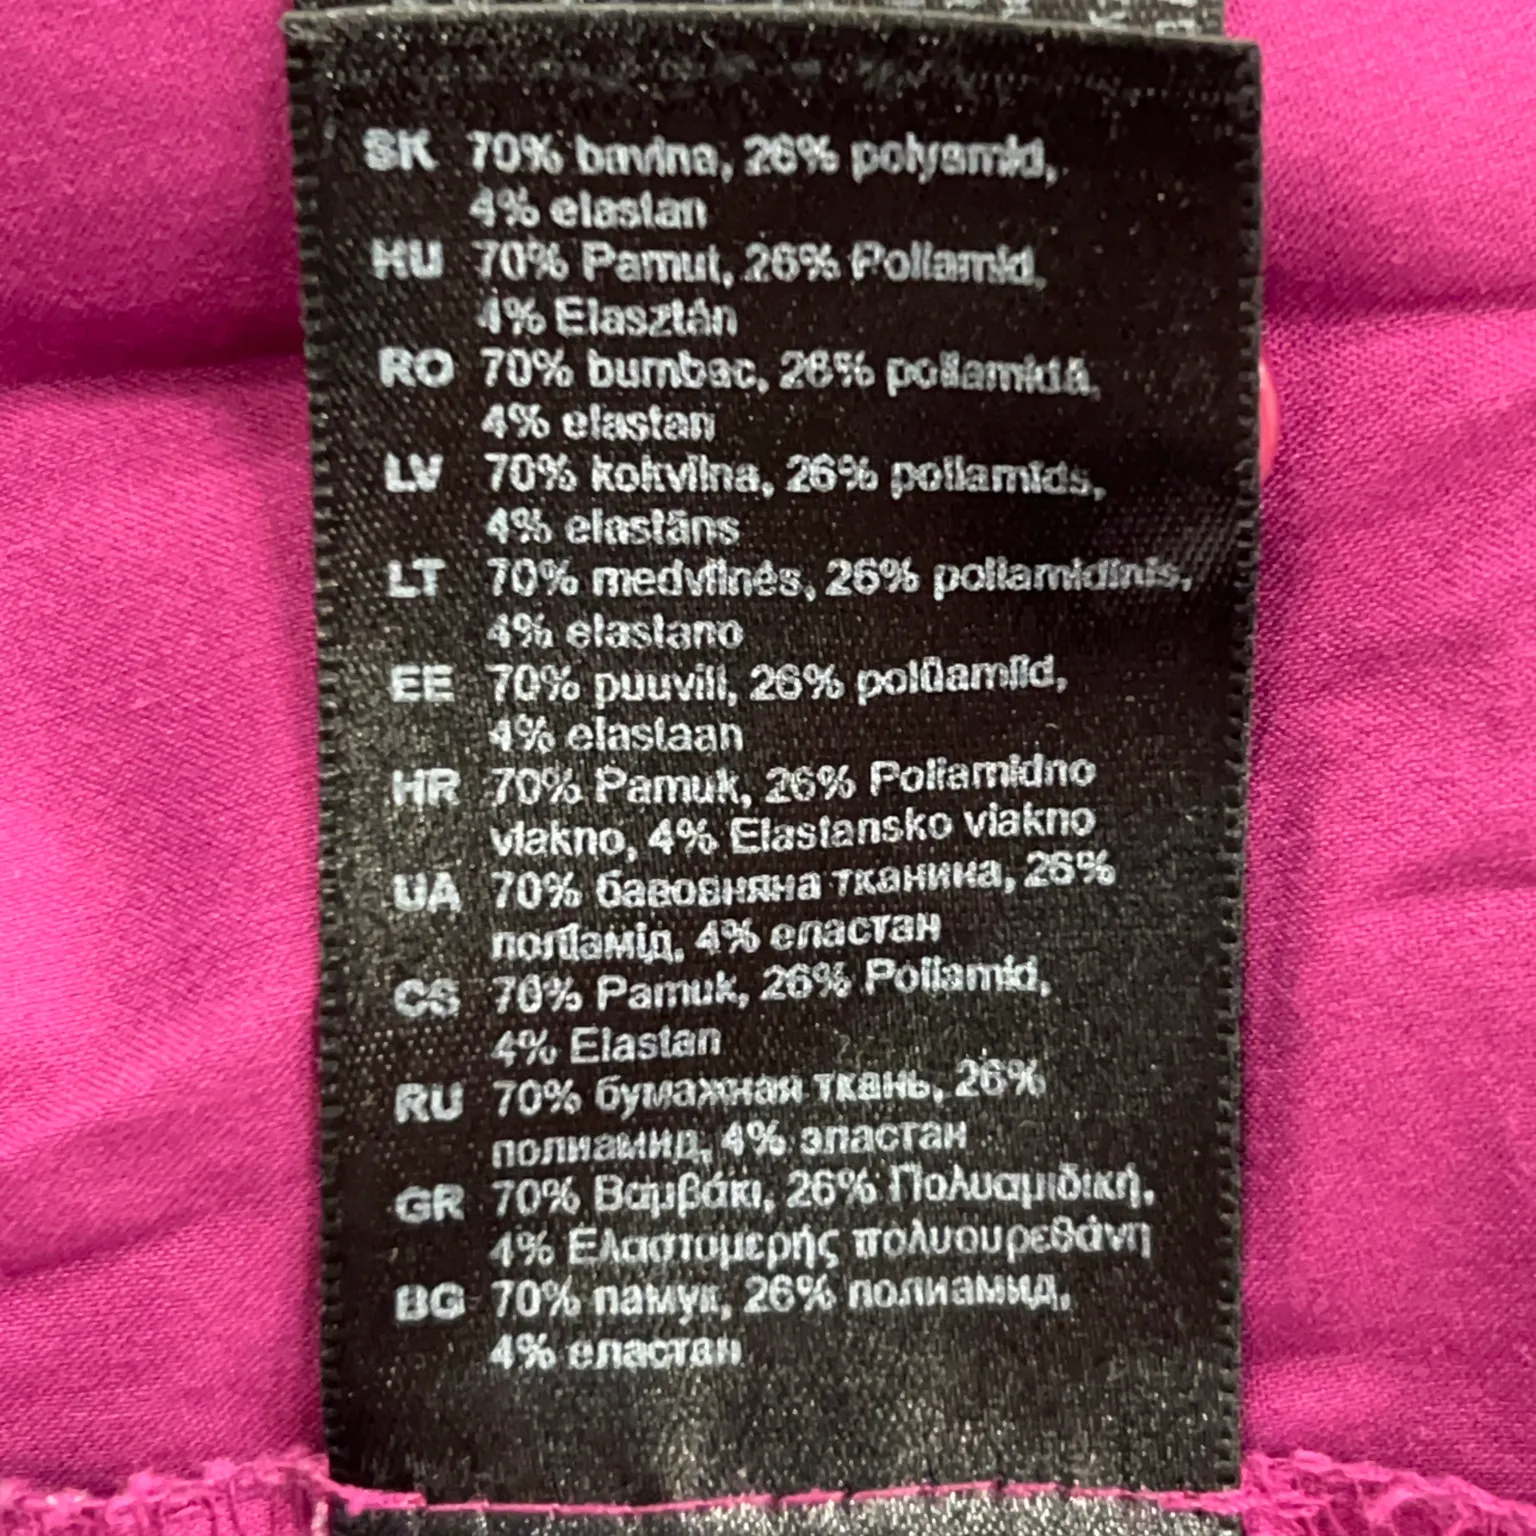 SK 70% bavlna, 26% polyamid,
4% elastan
HU 70% Pamut, 26% Poliamid,
4% Elasztán
RO 70% bumbac, 26% poliamidă,
4% elastan
LV 70% kokvilna, 26% poliamīds,
4% elastāns
LT 70% medvilnės, 26% poliamidinis,
4% elastano
EE 70% puuvill, 26% polüamiid,
4% elastaan
HR 70% Pamuk, 26% Poliamidno
vlakno, 4% Elastansko vlakno
UA 70% бавовняна тканина, 26%
поліамід, 4% еластан
CS 70% Pamuk, 26% Poliamid,
4% Elastan
RU 70% бумажная ткань, 26%
полиамид, 4% эластан
GR 70% Βαμβάκι, 26% Πολυαμιδική,
4% Ελαστομερής πολυουρεθάνη
BG 70% памук, 26% полиамид,
4% еластан